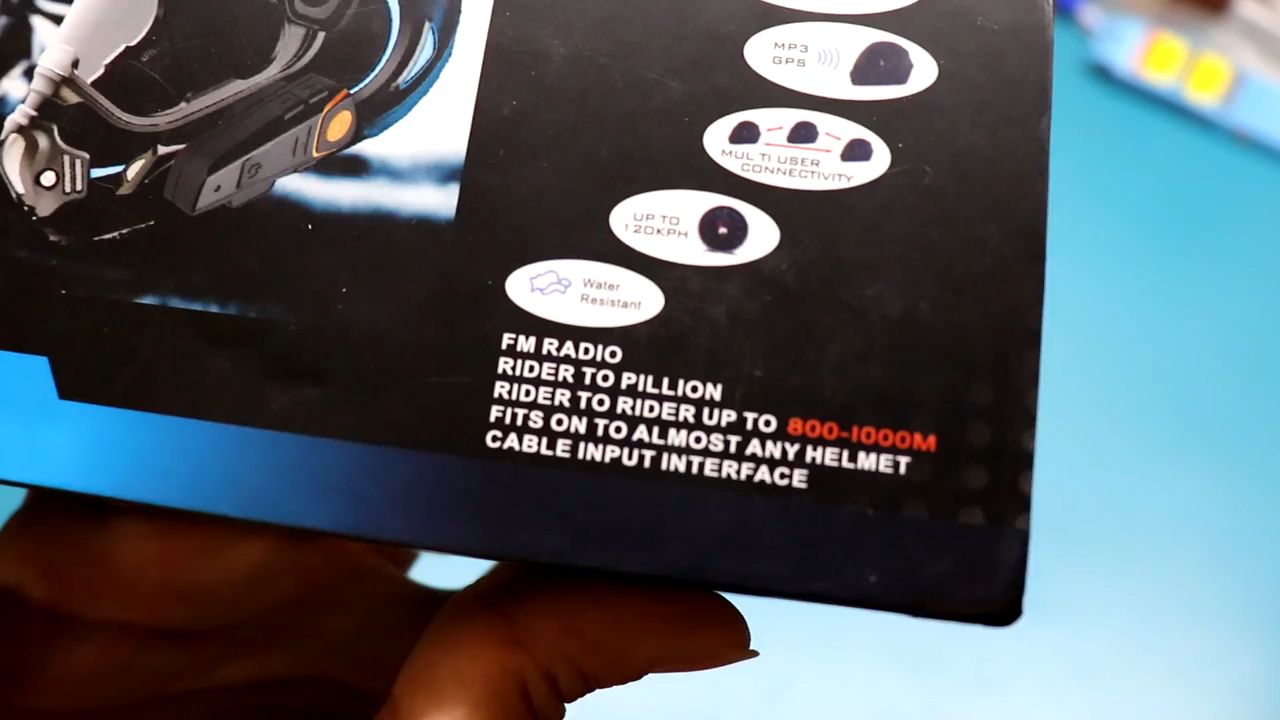 MP3
GPS
MULTI USER
CONNECTIVITY
UP TO
120KPH
Water
Resistant
FM RADIO
RIDER TO PILLION
RIDER TO RIDER UP TO 800-1000M
FITS ON TO ALMOST ANY HELMET
CABLE INPUT INTERFACE